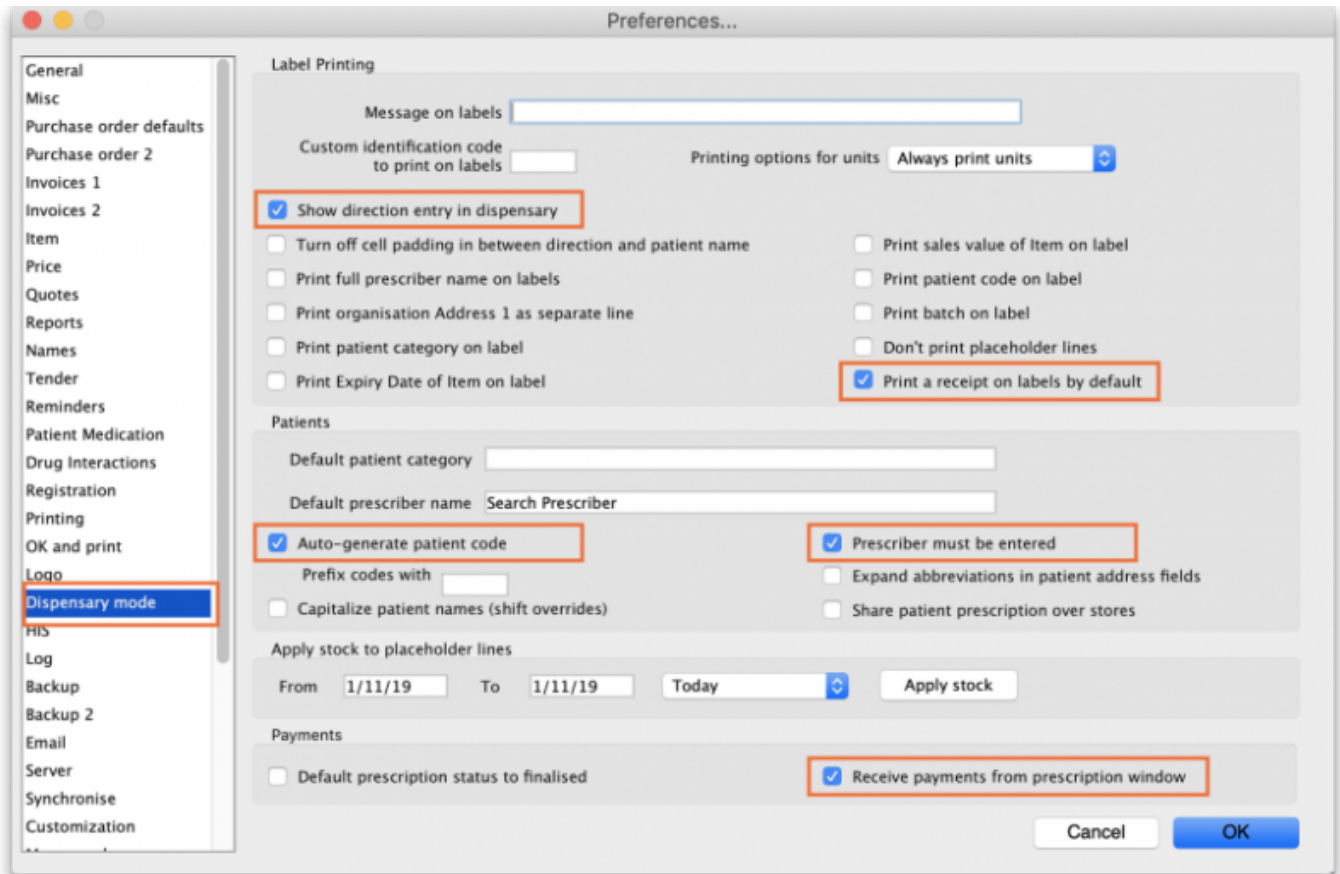 Preferences...
General
Misc
Purchase order defaults
Purchase order 2
Invoices 1
Invoices 2
Item
Price
Quotes
Reports
Names
Tender
Reminders
Patient Medication
Drug Interactions
Registration
Printing
OK and print
Logo
Dispensary mode
HIS
Log
Backup
Backup 2
Email
Server
Synchronise
Customization
Label Printing
Message on labels
Custom identification code
to print on labels
Printing options for units Always print units
Show direction entry in dispensary
Turn off cell padding in between direction and patient name
Print sales value of Item on label
Print full prescriber name on labels
Print patient code on label
Print organisation Address 1 as separate line
Print batch on label
Print patient category on label
Don't print placeholder lines
Print Expiry Date of Item on label
Print a receipt on labels by default
Patients
Default patient category
Default prescriber name Search Prescriber
Auto-generate patient code
Prescriber must be entered
Prefix codes with
Expand abbreviations in patient address fields
Capitalize patient names (shift overrides)
Share patient prescription over stores
Apply stock to placeholder lines
From 1/11/19 To 1/11/19 Today Apply stock
Payments
Default prescription status to finalised
Receive payments from prescription window
Cancel OK